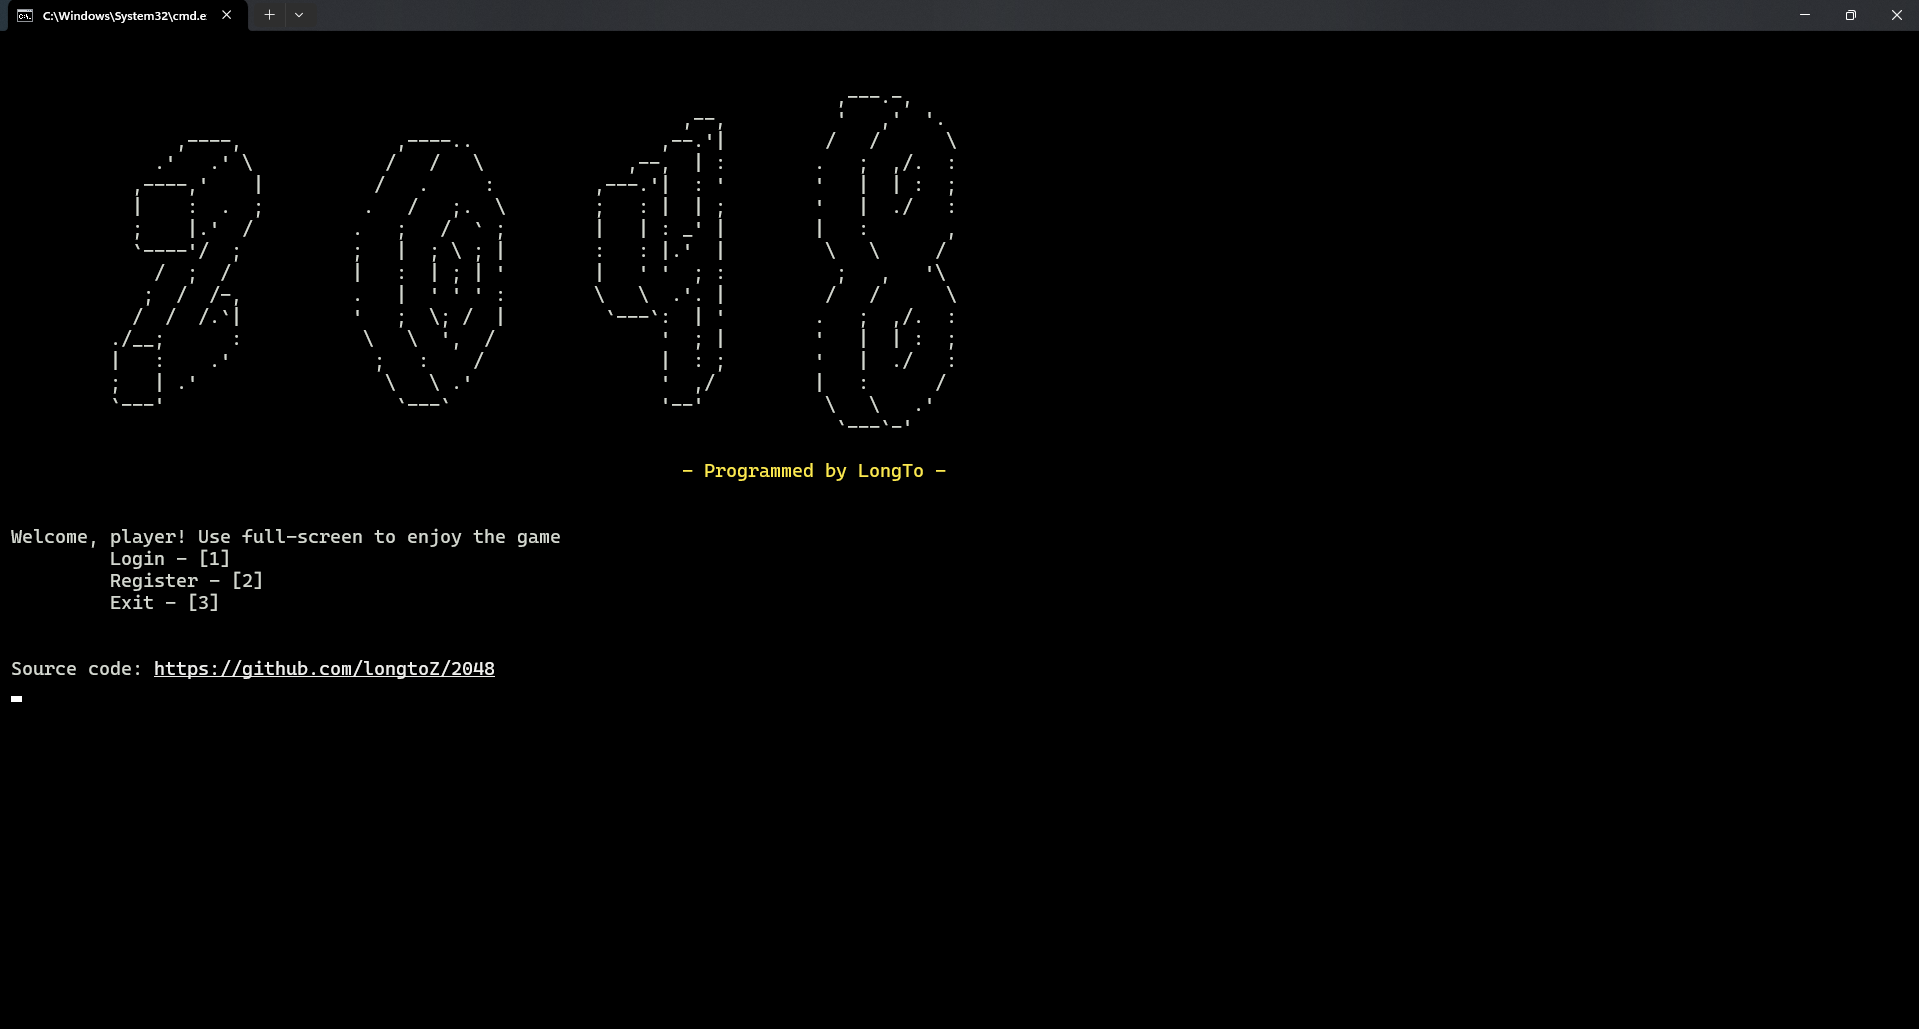 C:\Windows\System32\cmd.e
2048
- Programmed by LongTo -
Welcome, player! Use full-screen to enjoy the game
Login - [1]
Register - [2]
Exit - [3]
Source code: https://github.com/longtoZ/2048